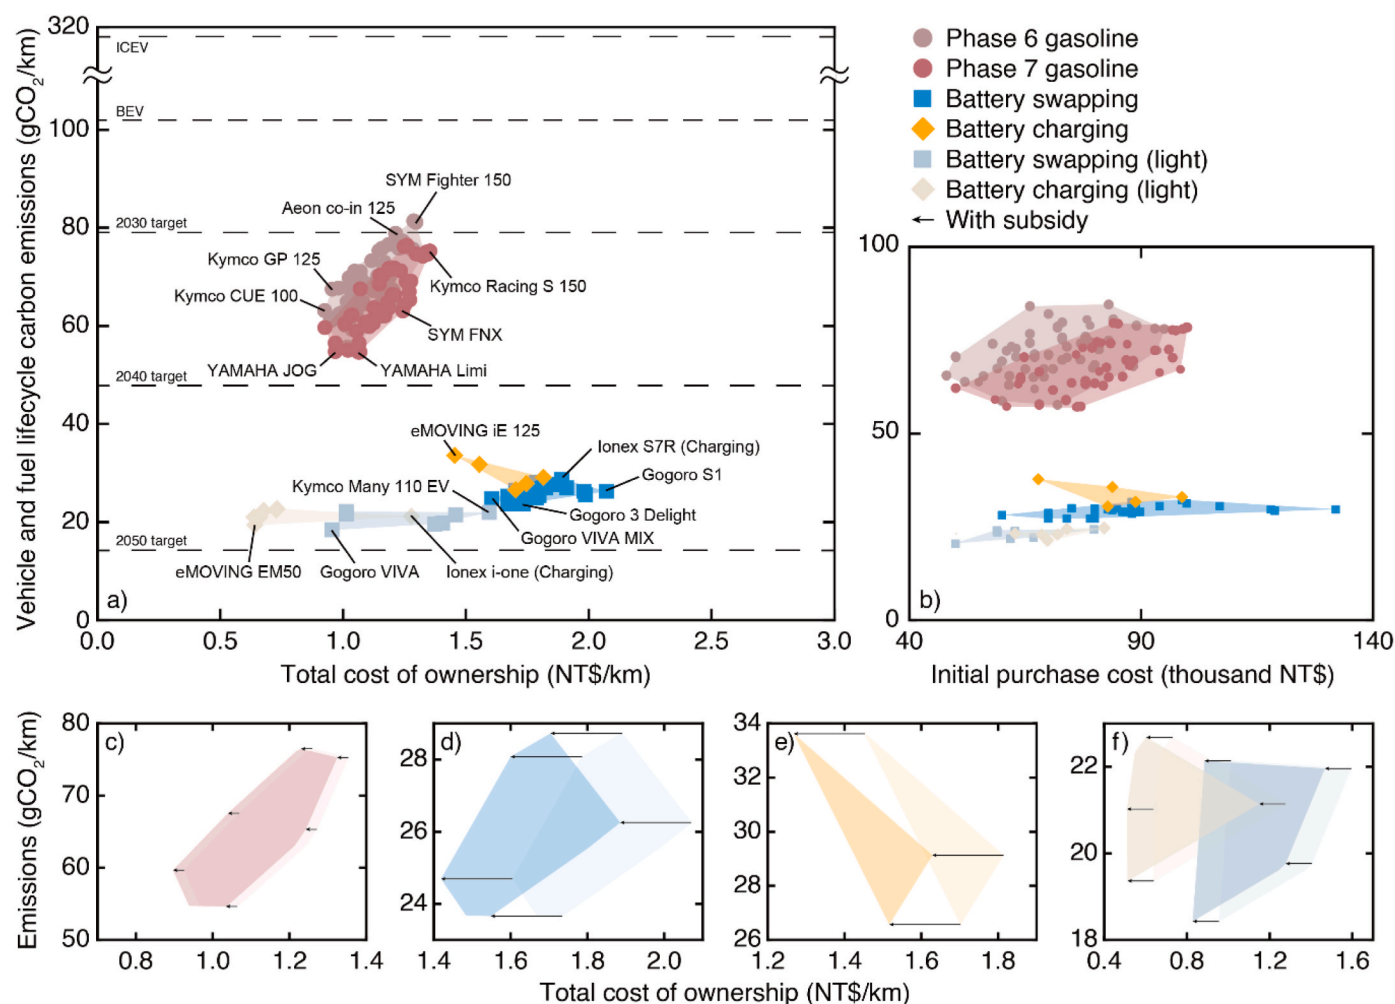 Vehicle and fuel lifecycle carbon emissions (gCO2/km)
320
100
80
60
40
20
0
ICEV
BEV
2030 target
2040 target
2050 target
SYM Fighter 150
Aeon co-in 125
Kymco GP 125
Kymco CUE 100
Kymco Racing S 150
SYM FNX
YAMAHA JOG
YAMAHA Limi
eMOVING iE 125
Ionex S7R (Charging)
Gogoro S1
Kymco Many 110 EV
Gogoro 3 Delight
Gogoro VIVA MIX
eMOVING EM50
Gogoro VIVA
Ionex i-one (Charging)
a)
0.0 0.5 1.0 1.5 2.0 2.5 3.0
Total cost of ownership (NT$/km)
Phase 6 gasoline
Phase 7 gasoline
Battery swapping
Battery charging
Battery swapping (light)
Battery charging (light)
With subsidy
100
50
0
b)
40 90 140
Initial purchase cost (thousand NT$)
Emissions (gCO2/km)
80
70
60
50
c)
0.8 1.0 1.2 1.4
28
26
24
d)
1.4 1.6 1.8 2.0
34
32
30
28
26
e)
1.2 1.4 1.6 1.8
22
20
18
f)
0.4 0.8 1.2 1.6
Total cost of ownership (NT$/km)